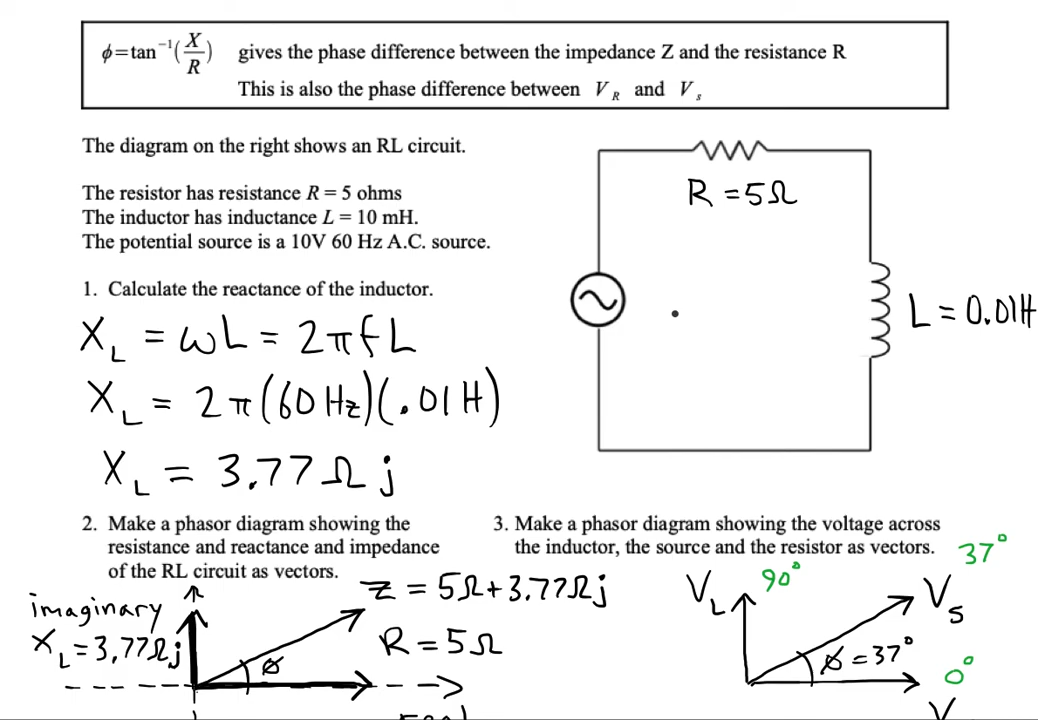 ϕ=tan⁻¹(X/R) gives the phase difference between the impedance Z and the resistance R
This is also the phase difference between V_R and V_s
The diagram on the right shows an RL circuit.
The resistor has resistance R = 5 ohms
The inductor has inductance L = 10 mH.
The potential source is a 10V 60 Hz A.C. source.
R = 5Ω
L = 0.01H
1. Calculate the reactance of the inductor.
X_L = ωL = 2πfL
X_L = 2π(60 Hz)(.01H)
X_L = 3.77Ω j
2. Make a phasor diagram showing the
resistance and reactance and impedance
of the RL circuit as vectors.
z = 5Ω+3.77Ωj
imaginary
X_L=3.77Ωj
R = 5Ω
ϕ
3. Make a phasor diagram showing the voltage across
the inductor, the source and the resistor as vectors.
37°
V_L 90°
V_s
ϕ = 37°
0°
V